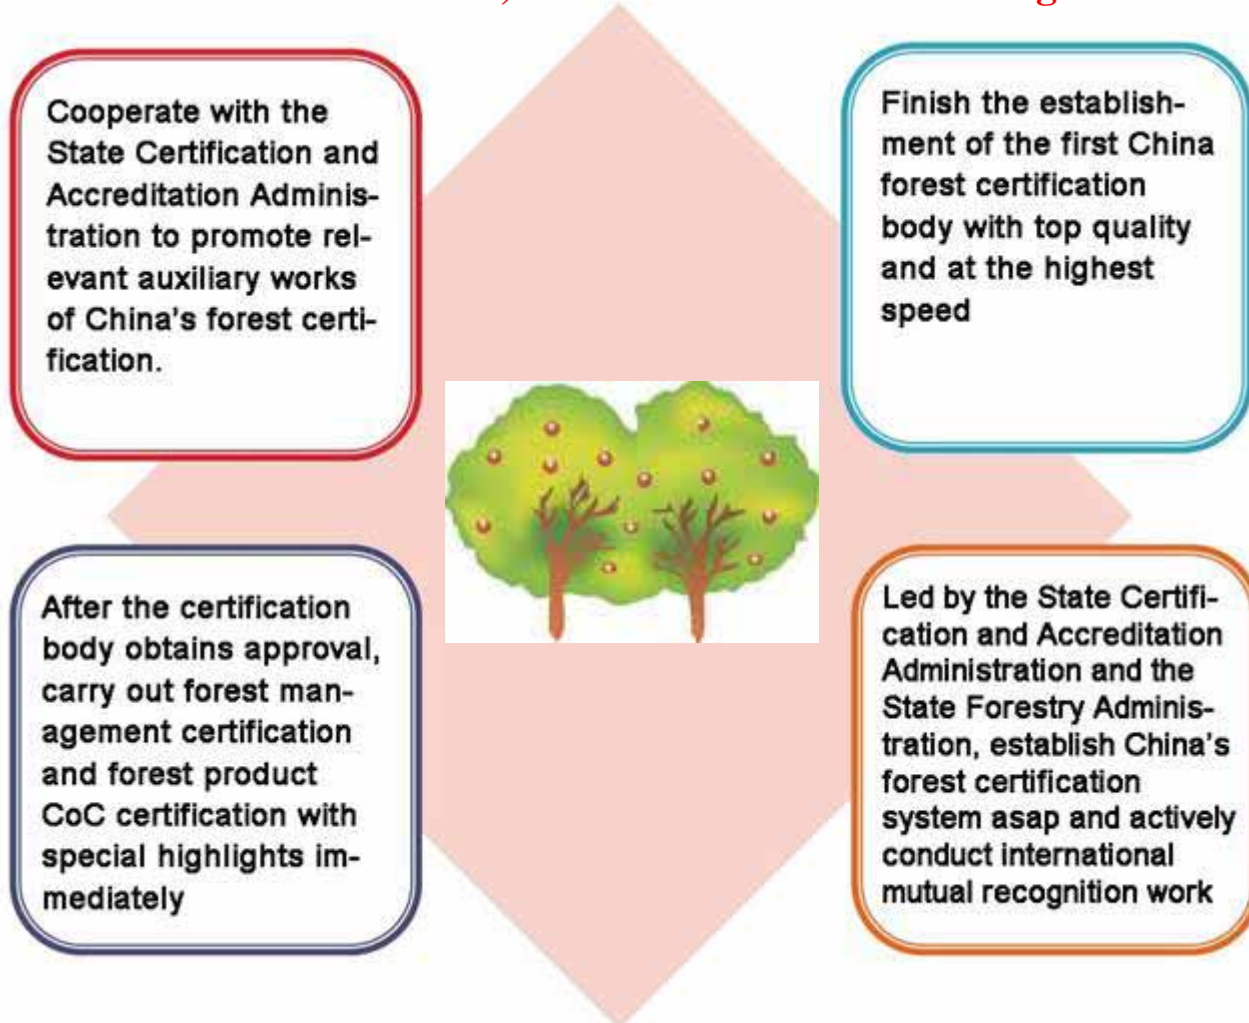 Cooperate with the
State Certification and
Accreditation Adminis-
tration to promote rel-
evant auxiliary works
of China's forest certi-
fication.
Finish the establish-
ment of the first China
forest certification
body with top quality
and at the highest
speed
After the certification
body obtains approval,
carry out forest man-
agement certification
and forest product
CoC certification with
special highlights im-
mediately
Led by the State Certifi-
cation and Accreditation
Administration and the
State Forestry Adminis-
tration, establish China's
forest certification
system asap and actively
conduct international
mutual recognition work